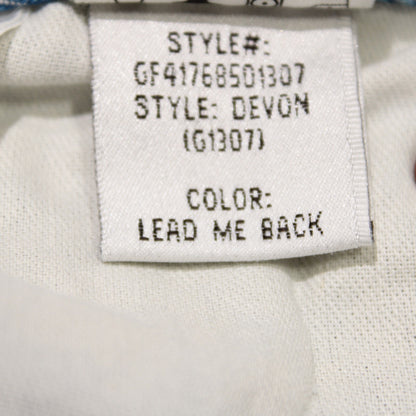 STYLE#:
GF41768501307
STYLE: DEVON
(G1307)
COLOR:
LEAD ME BACK